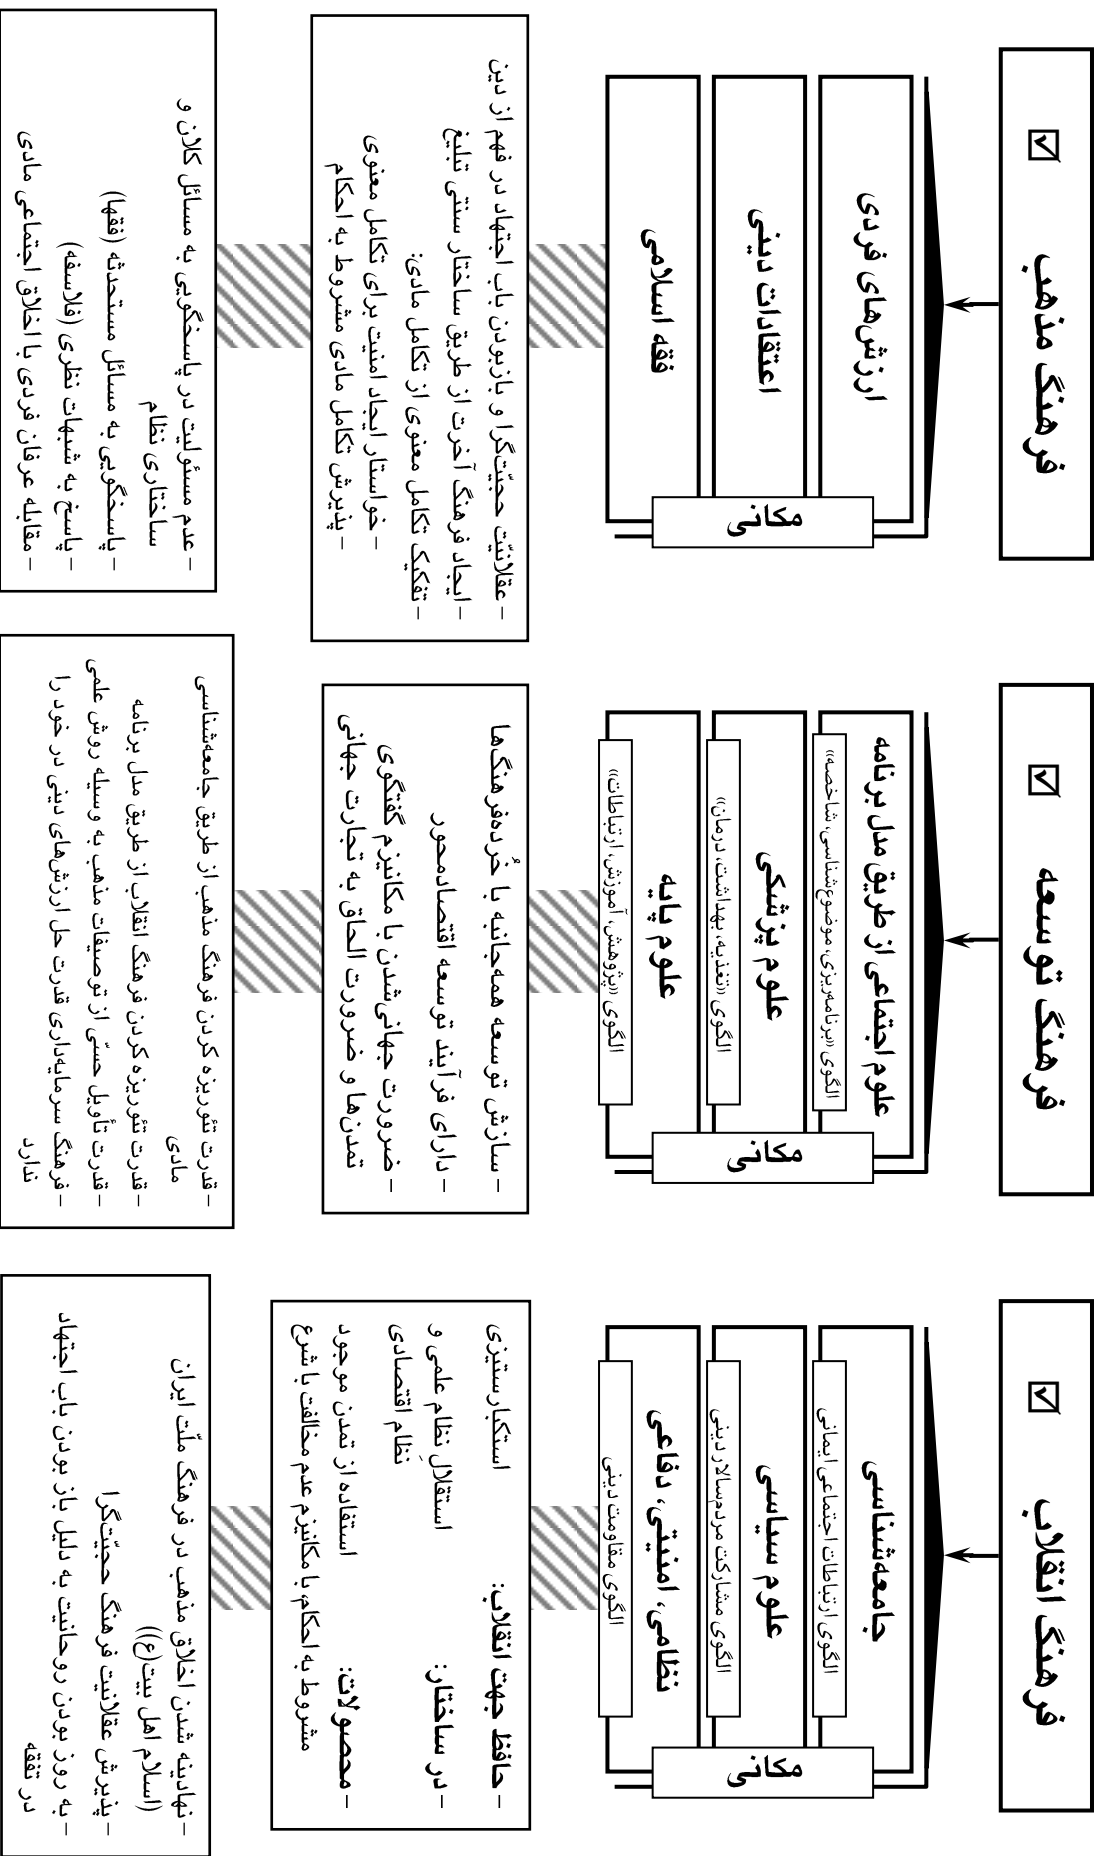 فرهنگ انقلاب
جامعه‌شناسی
الگوی ارتباطات اجتماعی ایمانی
علوم سیاسی
الگوی مشارکت مردم‌سالار دینی
نظامی، امنیتی، دفاعی
الگوی مقاومت دینی
مکانی
- حافظ جهت انقلاب: استکبارستیزی
- در ساختار: استقلالِ نظام علمی و
نظام اقتصادی
- محصولات: استفاده از تمدن موجود
مشروط به احکام، با مکانیزم عدم مخالفت با شرع
- نهادینه شدن اخلاق مذهب در فرهنگ ملّت ایران
(اسلام اهل بیت(ع))
- پذیرش عقلانیت فرهنگ حجیّت‌گرا
- به روز بودن روحانیت به دلیل باز بودن باب اجتهاد
در تفقه
فرهنگ توسعه
علوم اجتماعی از طریق مدل برنامه
الگوی «برنامه‌ریزی، موضوع‌شناسی، شاخصه»
علوم پزشکی
الگوی «تغذیه، بهداشت، درمان»
علوم پایه
الگوی «پژوهش، آموزش، ارتباطات»
مکانی
- سازش توسعه همه‌جانبه با خُرده‌فرهنگ‌ها
- دارای فرآیند توسعه اقتصادمحور
- ضرورت جهانی‌شدن با مکانیزم گفتگوی
تمدن‌ها و ضرورت الحاق به تجارت جهانی
- قدرت تئوریزه کردن فرهنگ مذهب از طریق جامعه‌شناسی
مادی
- قدرت تئوریزه کردن فرهنگ انقلاب از طریق مدل برنامه
- قدرت تأویل حسّی از توصیفات مذهب به وسیله روش علمی
- فرهنگ سرمایه‌داری قدرت حل ارزش‌های دینی در خود را
ندارد
فرهنگ مذهب
ارزش‌های فردی
اعتقادات دینی
فقه اسلامی
مکانی
- عقلانیّت حجیّت‌گرا و بازبودن باب اجتهاد در فهم از دین
- ایجاد فرهنگ آخرت از طریق ساختار سنتی تبلیغ
- تفکیک تکامل معنوی از تکامل مادی:
- خواستار ایجاد امنیت برای تکامل معنوی
- پذیرش تکامل مادی مشروط به احکام
- عدم مسئولیت در پاسخگویی به مسائل کلان و
ساختاری نظام
- پاسخگویی به مسائل مستحدثه (فقها)
- پاسخ به شبهات نظری (فلاسفه)
- مقابله عرفان فردی با اخلاق اجتماعی مادی